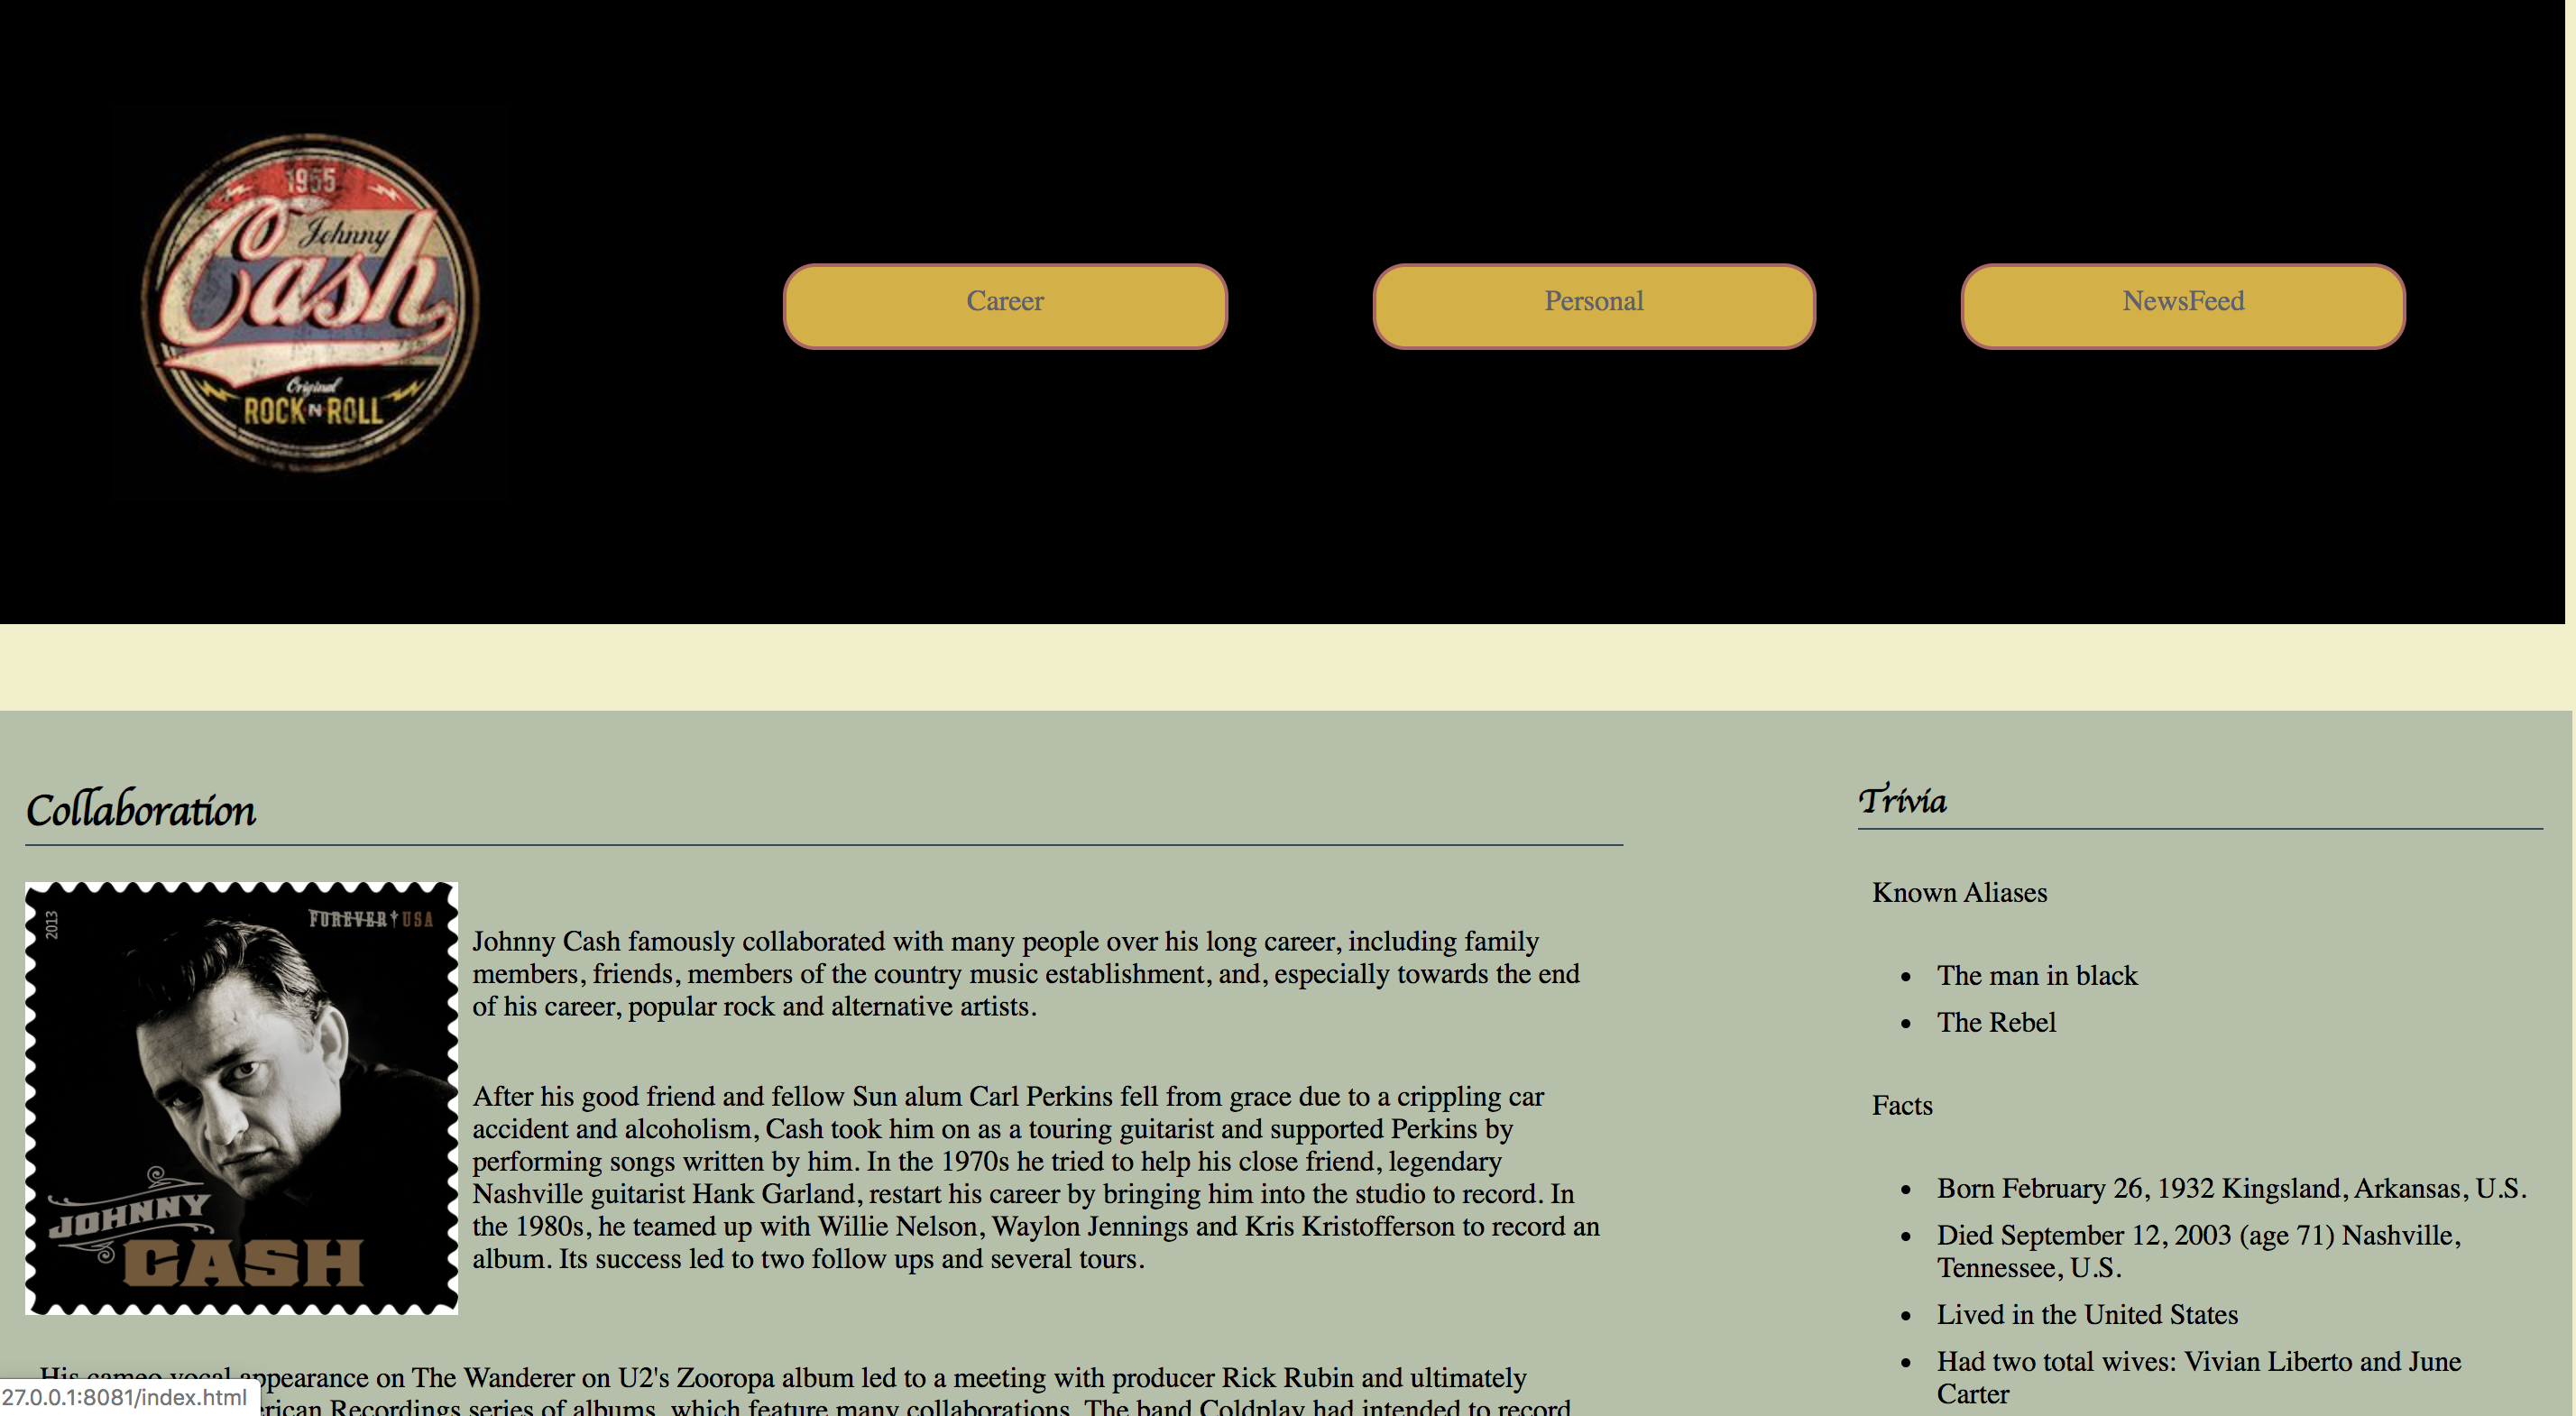 1955
Johnny
Cash
Original
ROCK N ROLL
Career
Personal
NewsFeed
Collaboration
2013
FOREVER USA
JOHNNY
CASH
Johnny Cash famously collaborated with many people over his long career, including family
members, friends, members of the country music establishment, and, especially towards the end
of his career, popular rock and alternative artists.
After his good friend and fellow Sun alum Carl Perkins fell from grace due to a crippling car
accident and alcoholism, Cash took him on as a touring guitarist and supported Perkins by
performing songs written by him. In the 1970s he tried to help his close friend, legendary
Nashville guitarist Hank Garland, restart his career by bringing him into the studio to record. In
the 1980s, he teamed up with Willie Nelson, Waylon Jennings and Kris Kristofferson to record an
album. Its success led to two follow ups and several tours.
His cameo vocal appearance on The Wanderer on U2's Zooropa album led to a meeting with producer Rick Rubin and ultimately
erican Recordings series of albums, which feature many collaborations. The band Coldplay had intended to record
Trivia
Known Aliases
• The man in black
• The Rebel
Facts
• Born February 26, 1932 Kingsland, Arkansas, U.S.
• Died September 12, 2003 (age 71) Nashville,
Tennessee, U.S.
• Lived in the United States
• Had two total wives: Vivian Liberto and June
Carter
27.0.0.1:8081/index.html